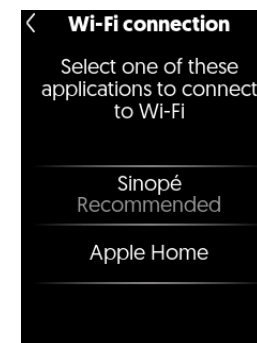 Wi-Fi connection
Select one of these
applications to connect
to Wi-Fi
Sinopé
Recommended
Apple Home